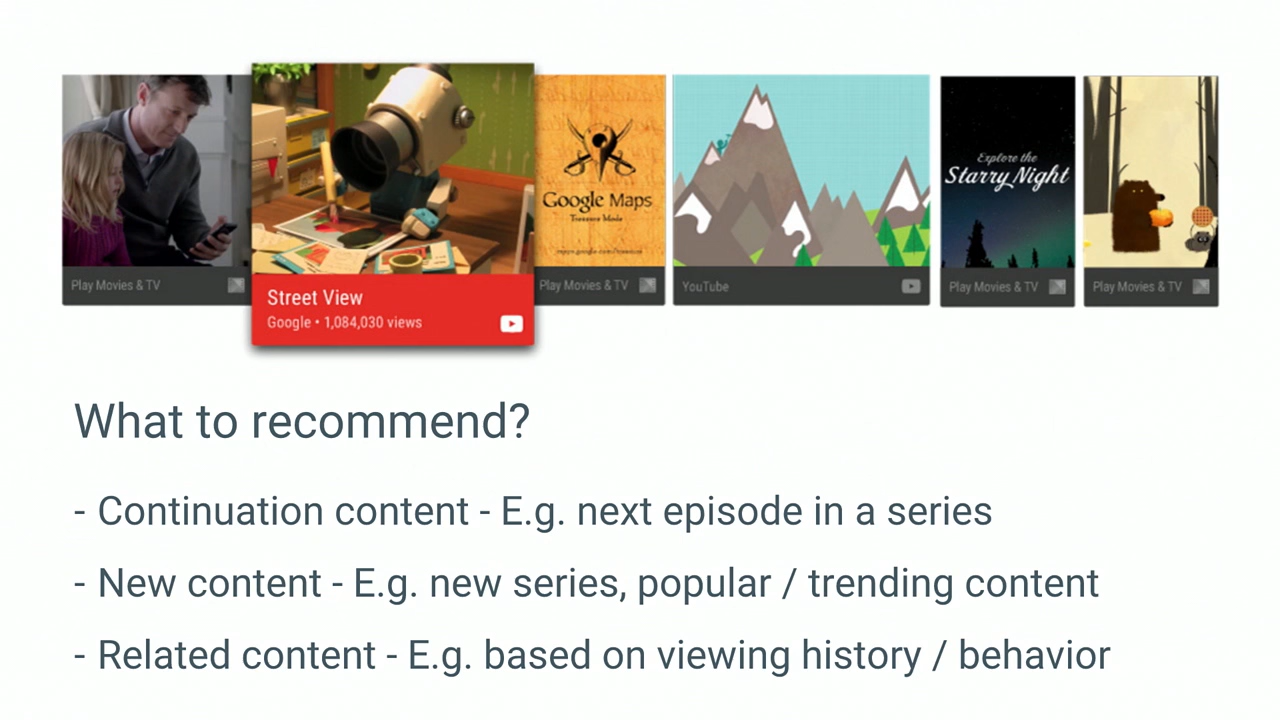 Explore the
Starry Night
Google Maps
Treasure Mode
Play Movies & TV
Street View
Google • 1,084,030 views
Play Movies & TV
YouTube
Play Movies & TV
Play Movies & TV
What to recommend?
- Continuation content - E.g. next episode in a series
- New content - E.g. new series, popular / trending content
- Related content - E.g. based on viewing history / behavior